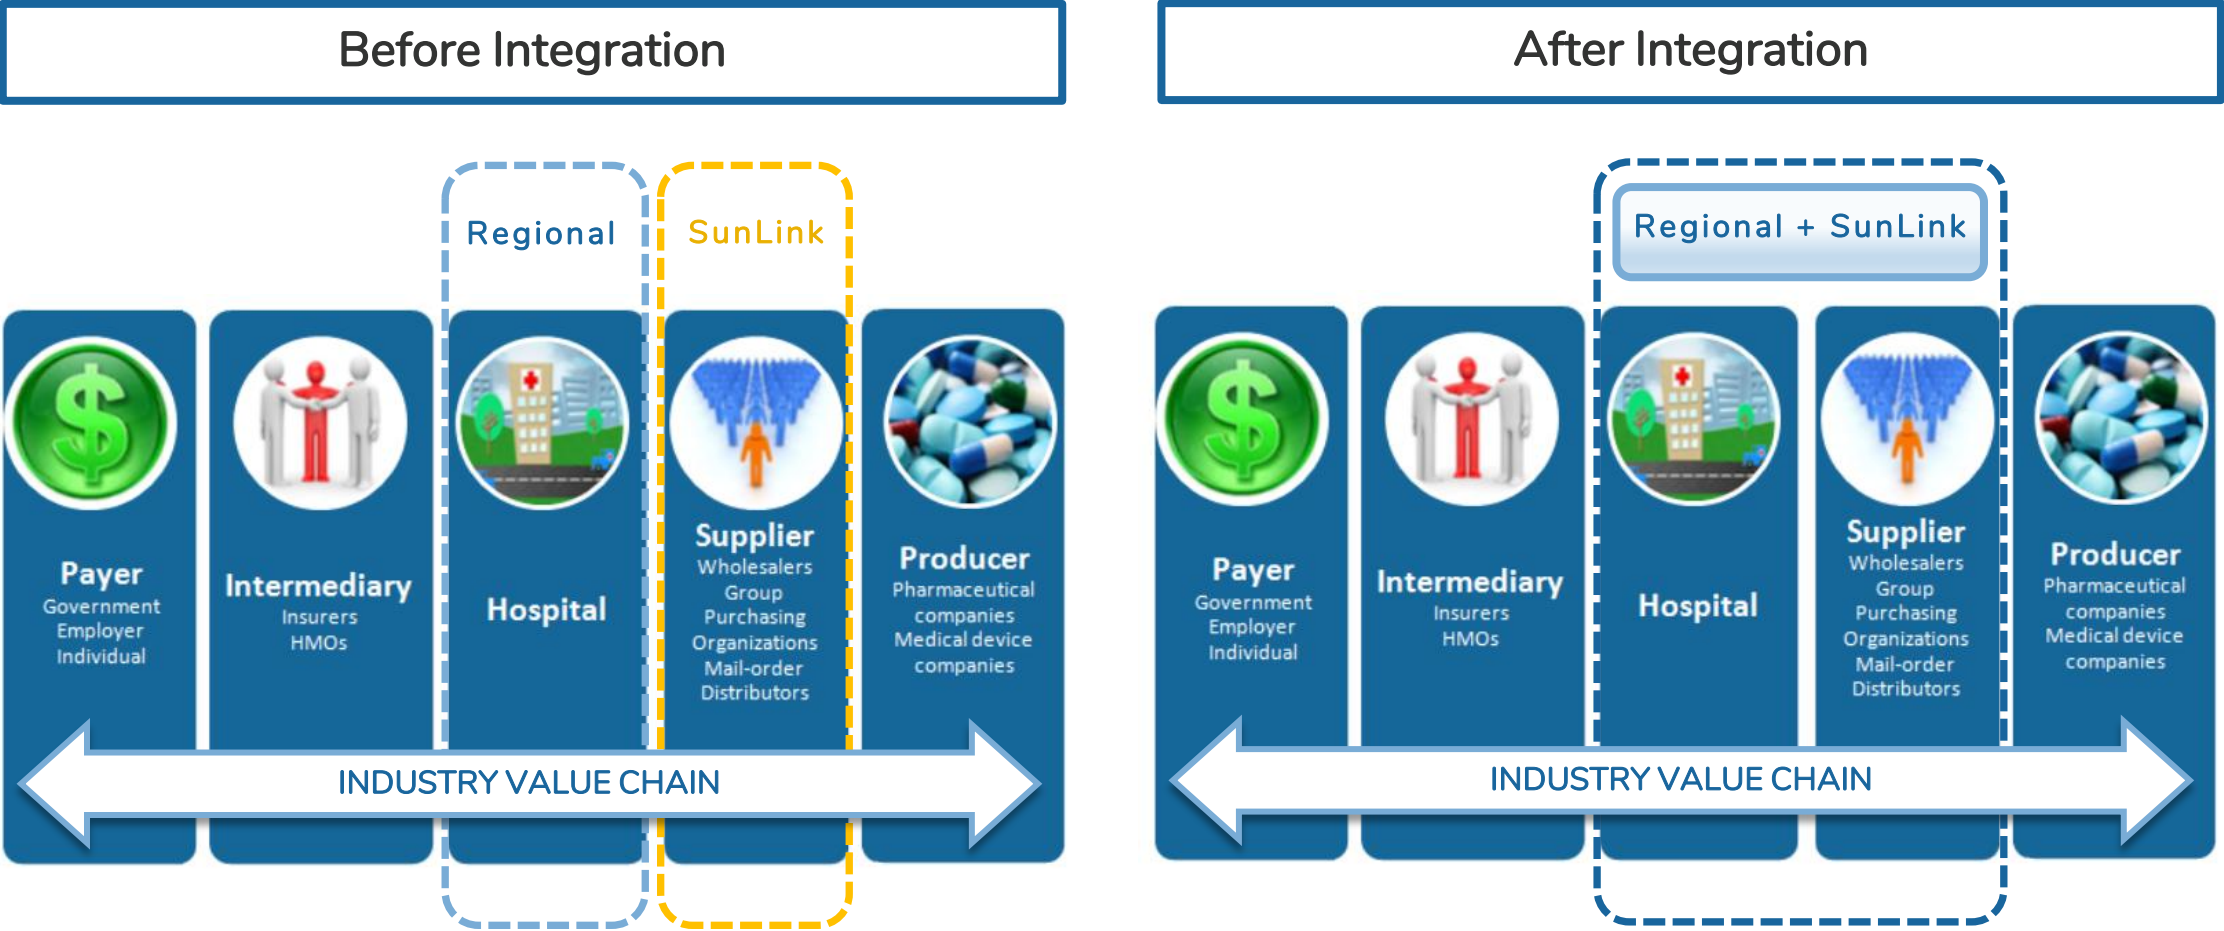 Before Integration
Regional
SunLink
Payer
Government
Employer
Individual
Intermediary
Insurers
HMOs
Hospital
Supplier
Wholesalers
Group
Purchasing
Organizations
Mail-order
Distributors
Producer
Pharmaceutical
companies
Medical device
companies
INDUSTRY VALUE CHAIN
After Integration
Regional + SunLink
Payer
Government
Employer
Individual
Intermediary
Insurers
HMOs
Hospital
Supplier
Wholesalers
Group
Purchasing
Organizations
Mail-order
Distributors
Producer
Pharmaceutical
companies
Medical device
companies
INDUSTRY VALUE CHAIN